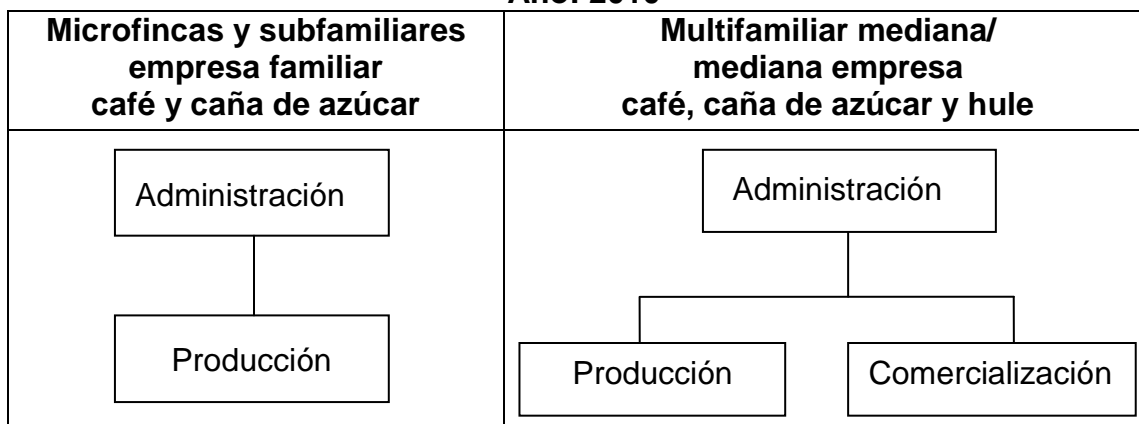 Microfincas y subfamiliares
empresa familiar
café y caña de azúcar
Multifamiliar mediana/
mediana empresa
café, caña de azúcar y hule
Administración
Producción
Administración
Producción
Comercialización